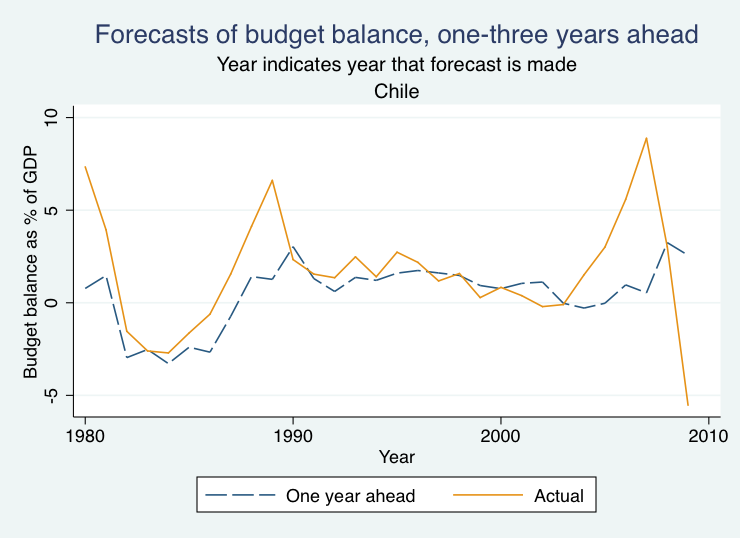 Forecasts of budget balance, one-three years ahead
Year indicates year that forecast is made
Chile
Budget balance as % of GDP
10
5
0
-5
1980
1990
2000
2010
Year
One year ahead
Actual